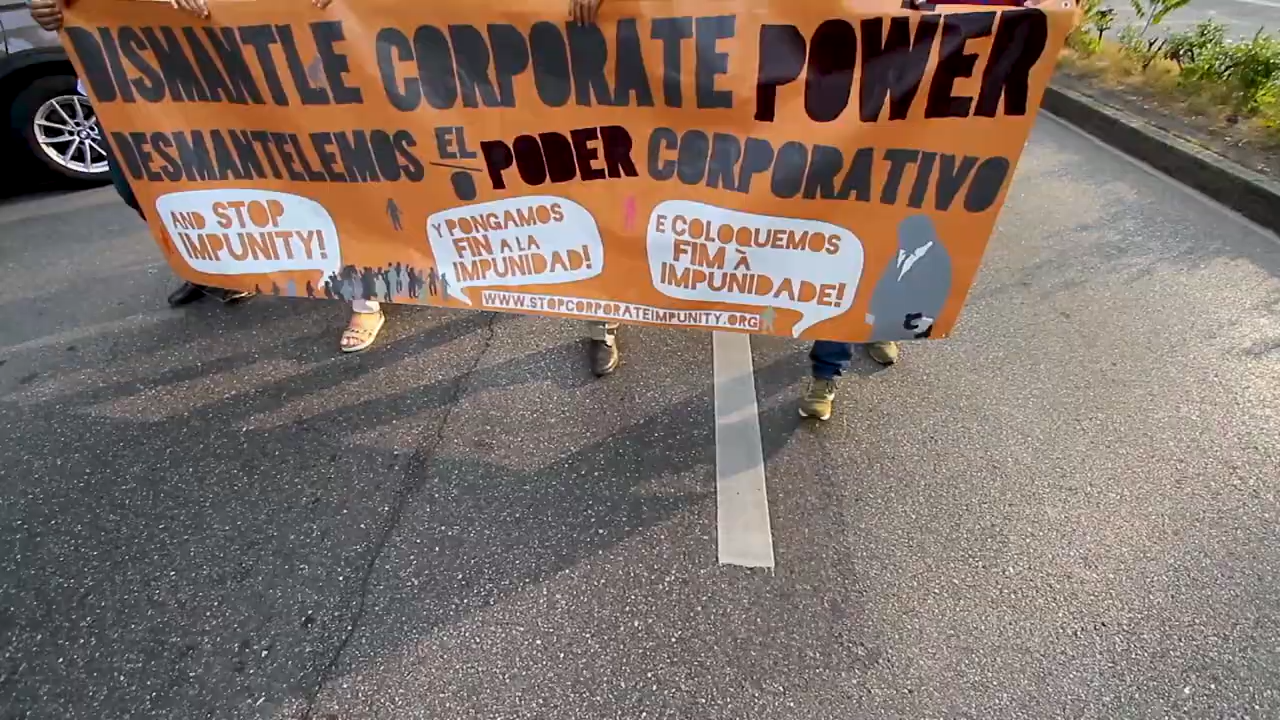 DISMANTLE CORPORATE POWER
DESMANTELEMOS EL/O PODER CORPORATIVO
AND STOP
IMPUNITY!
Y PONGAMOS
FIN A LA
IMPUNIDAD!
E COLOQUEMOS
FIM À
IMPUNIDADE!
WWW.STOPCORPORATEIMPUNITY.ORG